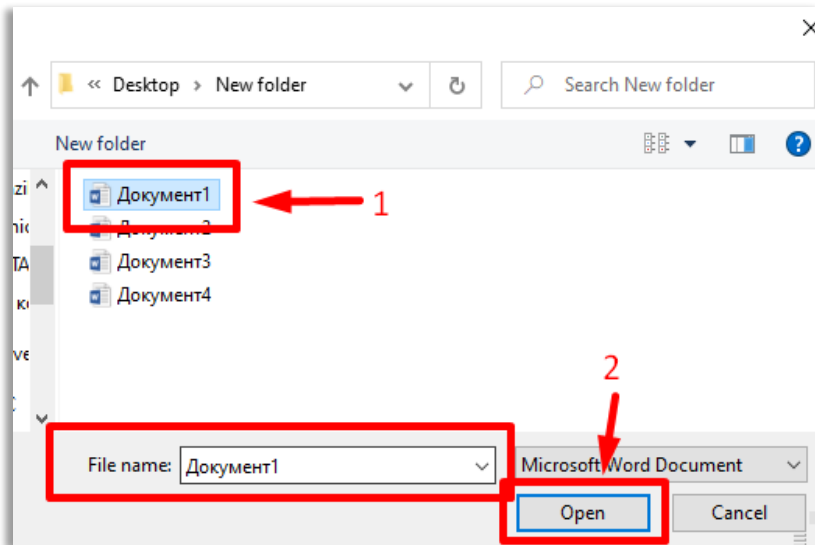 « Desktop › New folder
Search New folder
New folder
Документ1
1
Документ2
Документ3
Документ4
2
File name: Документ1
Microsoft Word Document
Open
Cancel